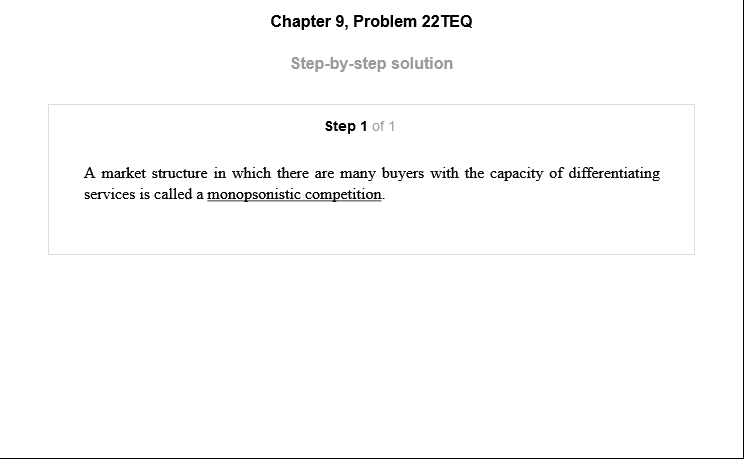 Chapter 9, Problem 22TEQ
Step-by-step solution
Step 1 of 1
A market structure in which there are many buyers with the capacity of differentiating
services is called a monopsonistic competition.